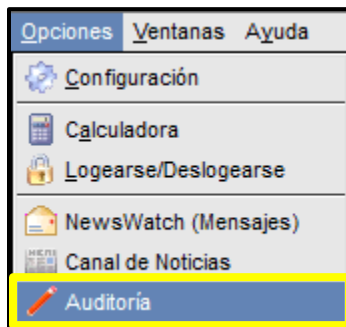 Opciones Ventanas Ayuda
Configuración
Calculadora
Logearse/Deslogearse
NewsWatch (Mensajes)
Canal de Noticias
Auditoría